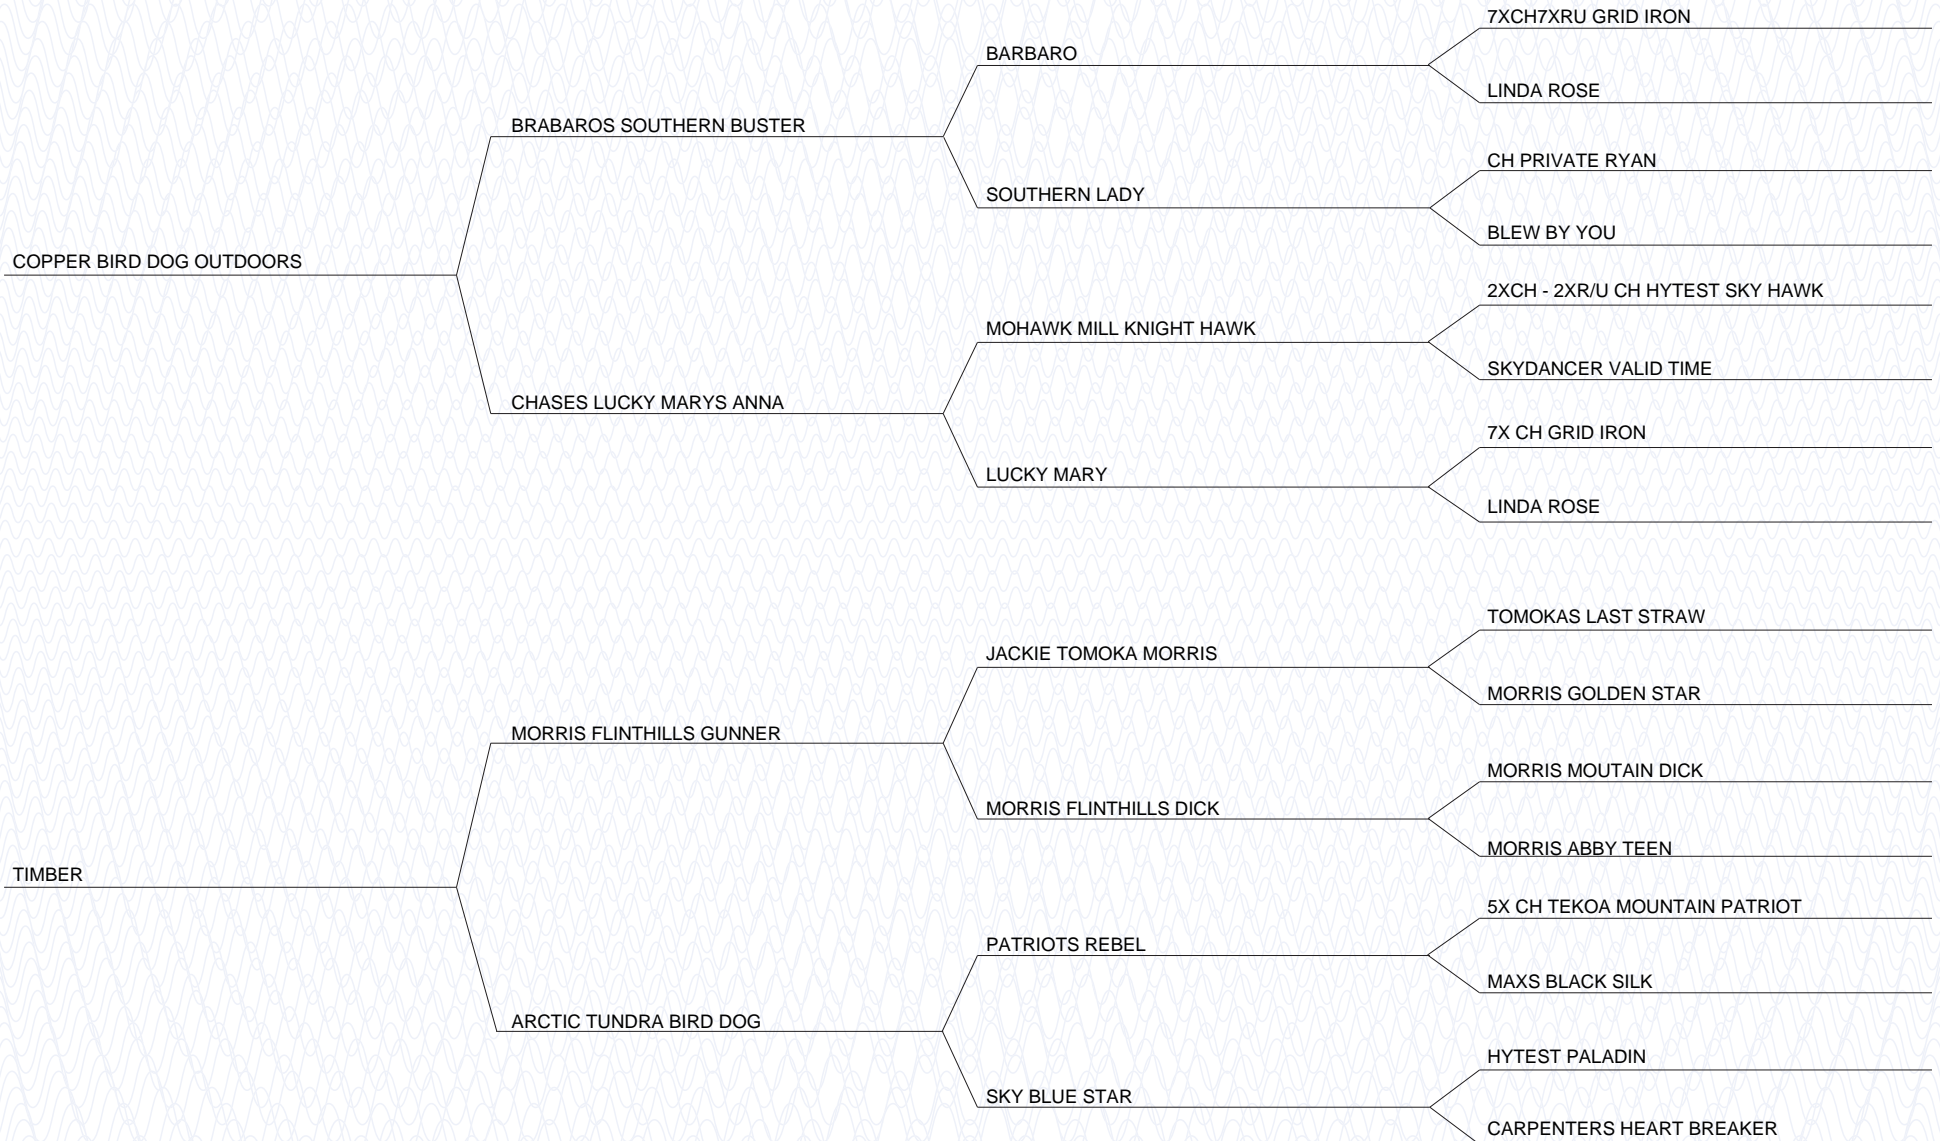 7XCH7XRU GRID IRON
BARBARO
LINDA ROSE
BRABAROS SOUTHERN BUSTER
CH PRIVATE RYAN
SOUTHERN LADY
BLEW BY YOU
COPPER BIRD DOG OUTDOORS
2XCH - 2XR/U CH HYTEST SKY HAWK
MOHAWK MILL KNIGHT HAWK
SKYDANCER VALID TIME
CHASES LUCKY MARYS ANNA
7X CH GRID IRON
LUCKY MARY
LINDA ROSE
TOMOKAS LAST STRAW
JACKIE TOMOKA MORRIS
MORRIS GOLDEN STAR
MORRIS FLINTHILLS GUNNER
MORRIS MOUTAIN DICK
MORRIS FLINTHILLS DICK
MORRIS ABBY TEEN
TIMBER
5X CH TEKOA MOUNTAIN PATRIOT
PATRIOTS REBEL
MAXS BLACK SILK
ARCTIC TUNDRA BIRD DOG
HYTEST PALADIN
SKY BLUE STAR
CARPENTERS HEART BREAKER